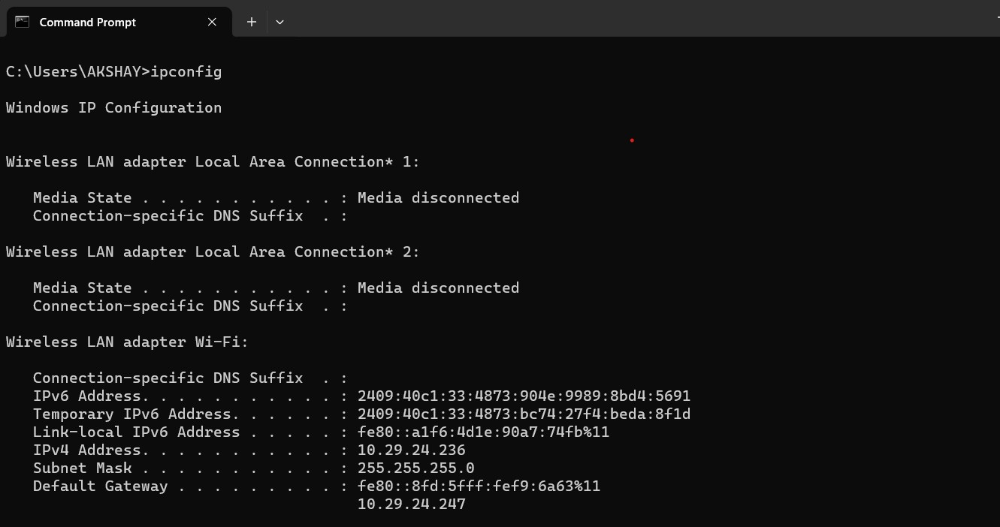 Command Prompt
C:\Users\AKSHAY>ipconfig
Windows IP Configuration
Wireless LAN adapter Local Area Connection* 1:
Media State . . . . . . . . . . . : Media disconnected
Connection-specific DNS Suffix  . :
Wireless LAN adapter Local Area Connection* 2:
Media State . . . . . . . . . . . : Media disconnected
Connection-specific DNS Suffix  . :
Wireless LAN adapter Wi-Fi:
Connection-specific DNS Suffix  . :
IPv6 Address. . . . . . . . . . . : 2409:40c1:33:4873:904e:9989:8bd4:5691
Temporary IPv6 Address. . . . . . : 2409:40c1:33:4873:bc74:27f4:beda:8f1d
Link-local IPv6 Address . . . . . : fe80::a1f6:4d1e:90a7:74fb%11
IPv4 Address. . . . . . . . . . . : 10.29.24.236
Subnet Mask . . . . . . . . . . . : 255.255.255.0
Default Gateway . . . . . . . . . : fe80::8fd:5fff:fef9:6a63%11
10.29.24.247